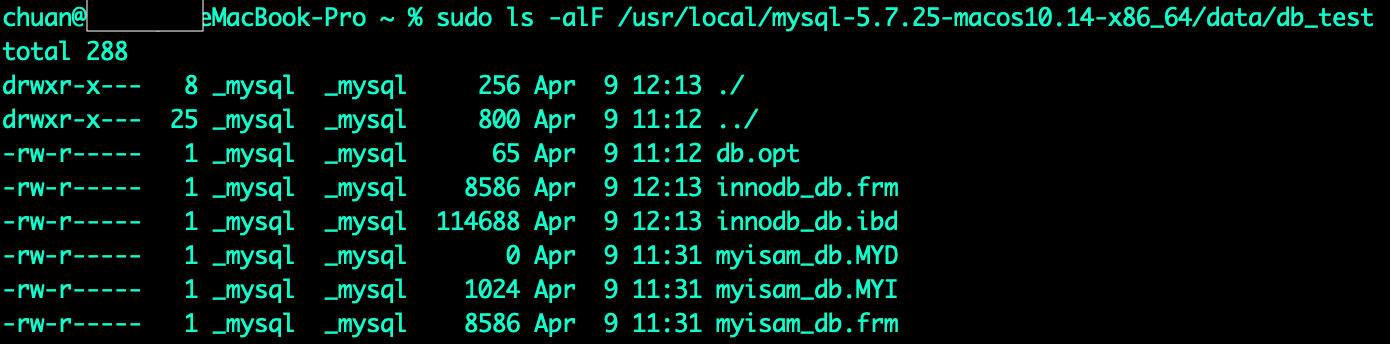 chuan@eMacBook-Pro ~ % sudo ls -alF /usr/local/mysql-5.7.25-macos10.14-x86_64/data/db_test
total 288
drwxr-x---   8 _mysql  _mysql     256 Apr  9 12:13 ./
drwxr-x---  25 _mysql  _mysql     800 Apr  9 11:12 ../
-rw-r-----   1 _mysql  _mysql      65 Apr  9 11:12 db.opt
-rw-r-----   1 _mysql  _mysql    8586 Apr  9 12:13 innodb_db.frm
-rw-r-----   1 _mysql  _mysql  114688 Apr  9 12:13 innodb_db.ibd
-rw-r-----   1 _mysql  _mysql       0 Apr  9 11:31 myisam_db.MYD
-rw-r-----   1 _mysql  _mysql    1024 Apr  9 11:31 myisam_db.MYI
-rw-r-----   1 _mysql  _mysql    8586 Apr  9 11:31 myisam_db.frm